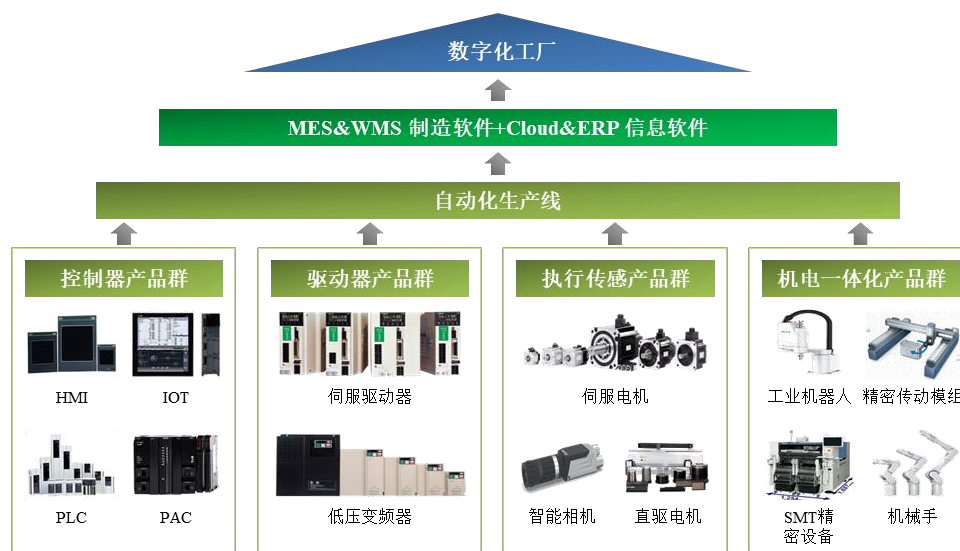 数字化工厂
MES&WMS 制造软件+Cloud&ERP 信息软件
自动化生产线
控制器产品群
驱动器产品群
执行传感产品群
机电一体化产品群
HMI
IOT
伺服驱动器
伺服电机
工业机器人
精密传动模组
PLC
PAC
低压变频器
智能相机
直驱电机
SMT精
密设备
机械手